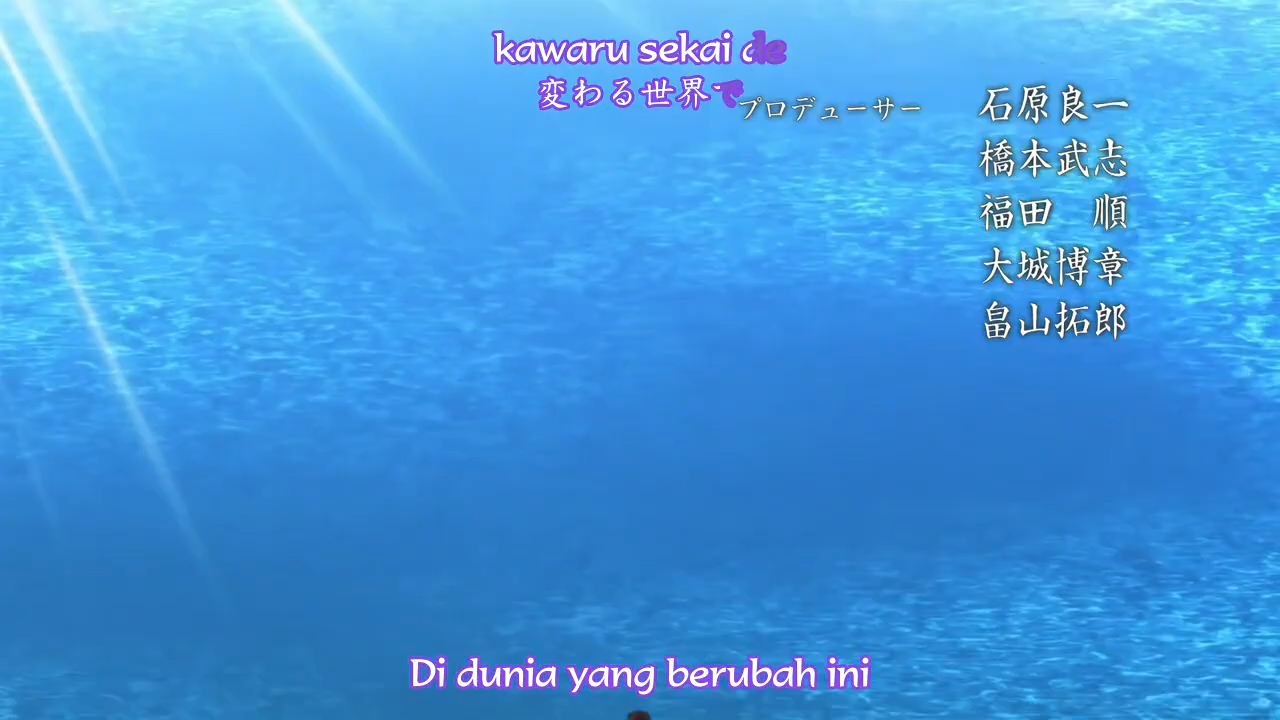 kawaru sekai de
変わる世界で
プロデューサー
石原良一
橋本武志
福田　順
大城博章
畠山拓郎
Di dunia yang berubah ini